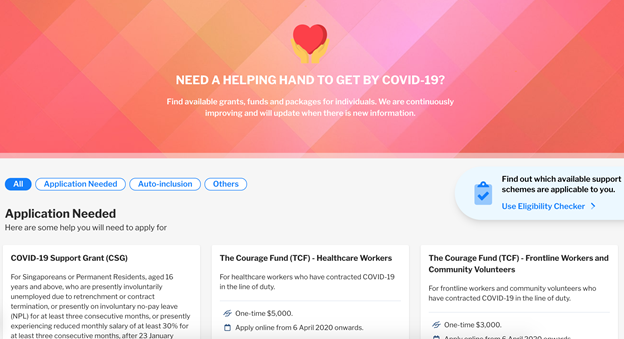 NEED A HELPING HAND TO GET BY COVID-19?
Find available grants, funds and packages for individuals. We are continuously
improving and will update when there is new information.
All
Application Needed
Auto-inclusion
Others
Find out which available support
schemes are applicable to you.
Use Eligibility Checker
Application Needed
Here are some help you will need to apply for
COVID-19 Support Grant (CSG)
For Singaporeans or Permanent Residents, aged 16
years and above, who are presently involuntarily
unemployed due to retrenchment or contract
termination, or presently on involuntary no-pay leave
(NPL) for at least three consecutive months, or presently
experiencing reduced monthly salary of at least 30% for
at least three consecutive months, after 23 January
The Courage Fund (TCF) - Healthcare Workers
For healthcare workers who have contracted COVID-19
in the line of duty.
One-time $5,000.
Apply online from 6 April 2020 onwards.
The Courage Fund (TCF) - Frontline Workers and
Community Volunteers
For frontline workers and community volunteers who
have contracted COVID-19 in the line of duty.
One-time $3,000.
Apply online from 6 April 2020 onwards.